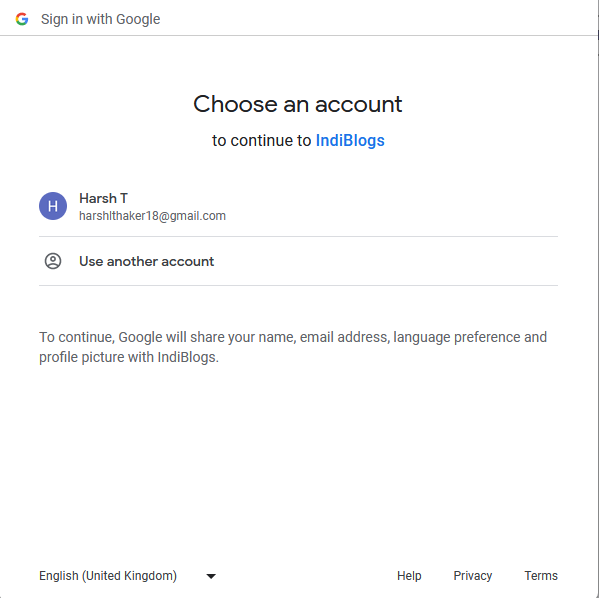 Sign in with Google
Choose an account
to continue to IndiBlogs
H
Harsh T
harshlthaker18@gmail.com
Use another account
To continue, Google will share your name, email address, language preference and
profile picture with IndiBlogs.
English (United Kingdom)
Help Privacy Terms